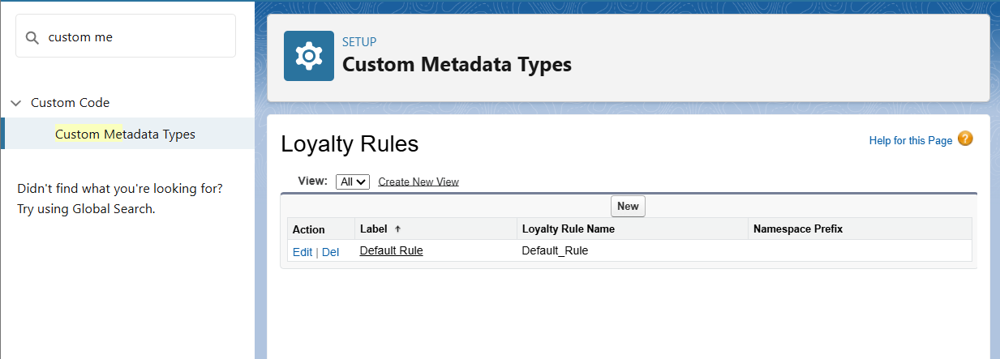 custom me
Custom Code
Custom Metadata Types
Didn't find what you're looking for?
Try using Global Search.
SETUP
Custom Metadata Types
Loyalty Rules
Help for this Page ?
View: All Create New View
New
Action Label ↑ Loyalty Rule Name Namespace Prefix
Edit | Del Default Rule Default_Rule